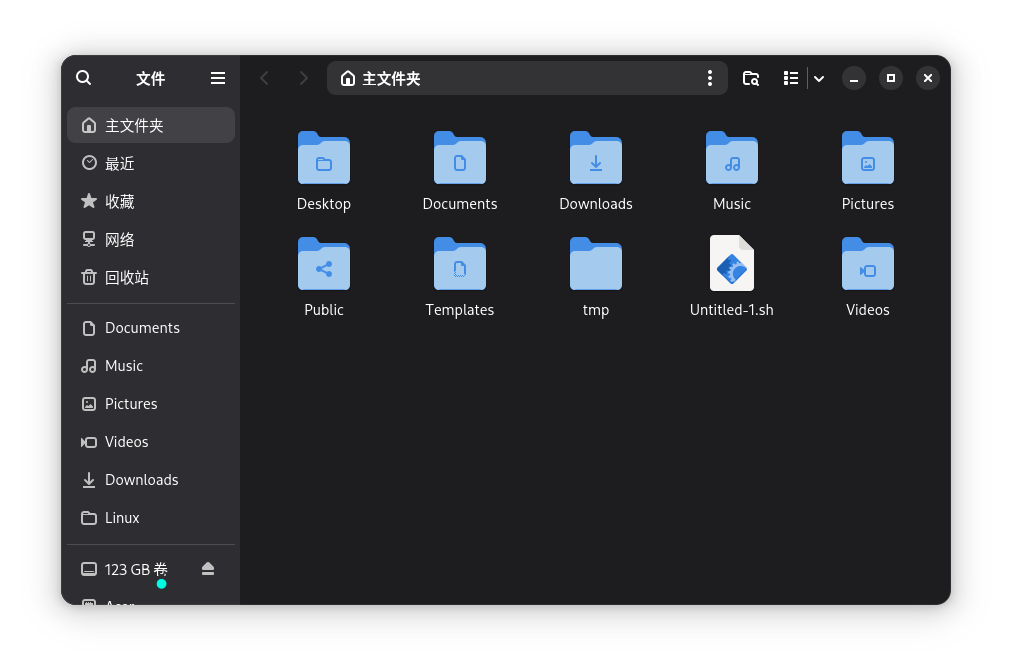 文件
主文件夹
主文件夹
最近
收藏
网络
回收站
Documents
Music
Pictures
Videos
Downloads
Linux
123 GB 卷
Acer
Desktop
Documents
Downloads
Music
Pictures
Public
Templates
tmp
Untitled-1.sh
Videos